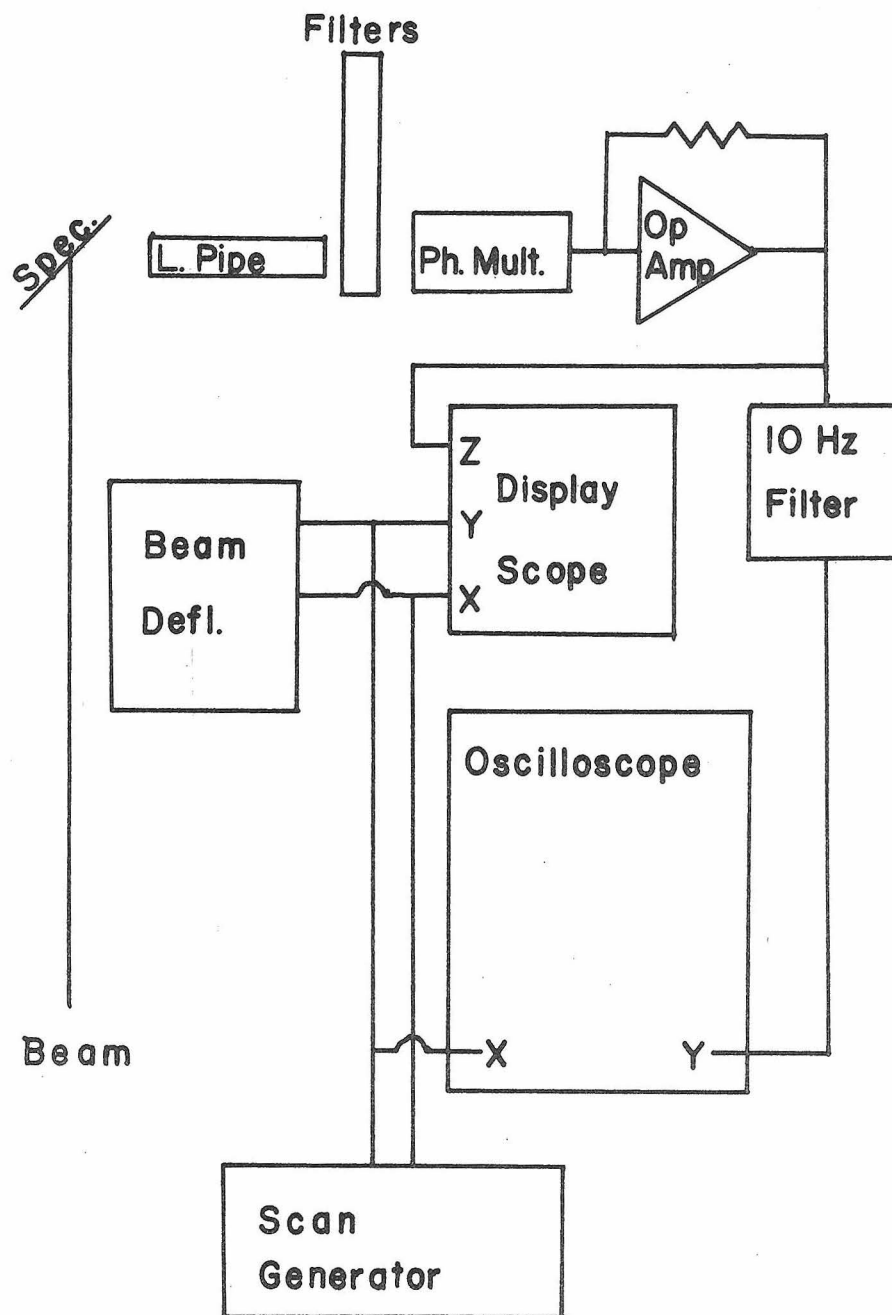 Filters
Spec.
L. Pipe
Ph. Mult.
Op
Amp
Z
Display
Y
Scope
X
10 Hz
Filter
Beam
Defl.
Oscilloscope
X
Y
Beam
Scan
Generator